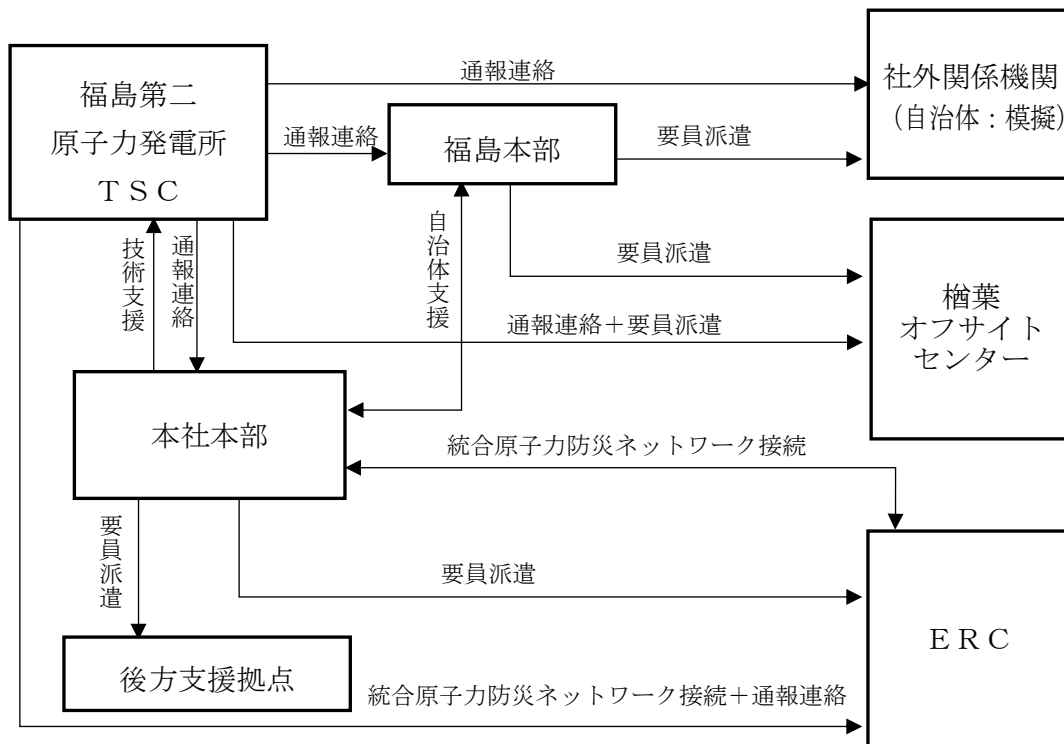 福島第二
原子力発電所
ＴＳＣ
通報連絡
社外関係機関
（自治体：模擬）
通報連絡
福島本部
要員派遣
技術支援
通報連絡
自治体支援
要員派遣
楢葉
オフサイト
センター
通報連絡＋要員派遣
本社本部
統合原子力防災ネットワーク接続
要員派遣
要員派遣
ＥＲＣ
後方支援拠点
統合原子力防災ネットワーク接続＋通報連絡